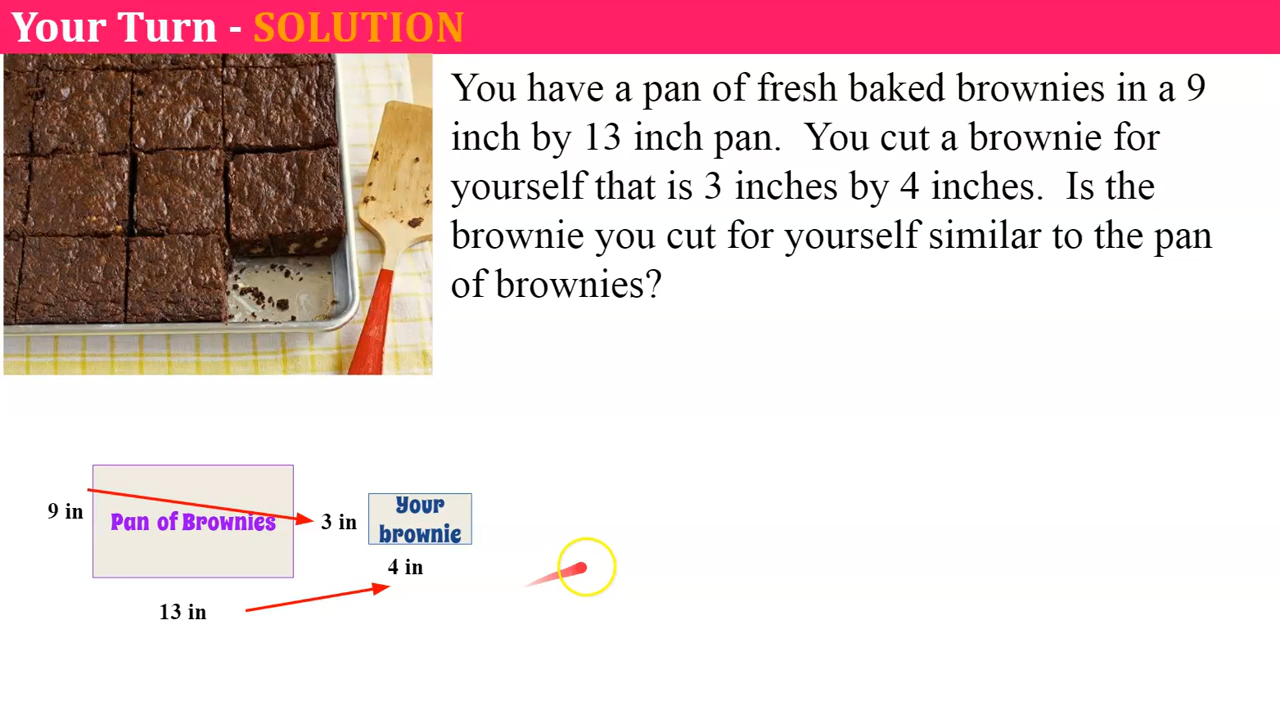 Your Turn - SOLUTION
You have a pan of fresh baked brownies in a 9
inch by 13 inch pan. You cut a brownie for
yourself that is 3 inches by 4 inches. Is the
brownie you cut for yourself similar to the pan
of brownies?
9 in
Pan of Brownies
13 in
3 in
Your
brownie
4 in